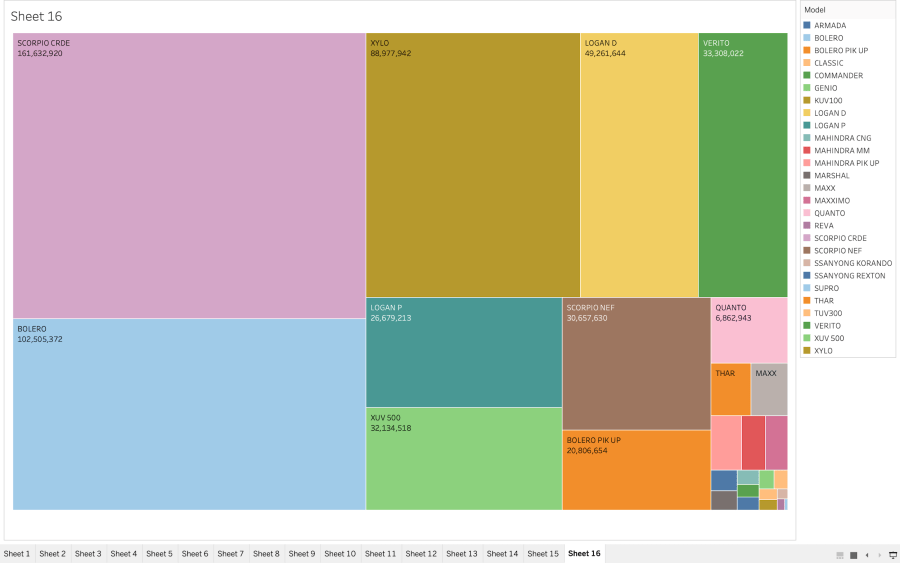 Sheet 16
SCORPIO CRDE
161,632,920
XYLO
88,977,942
LOGAN D
49,261,644
VERITO
33,308,022
BOLERO
102,505,372
LOGAN P
26,679,213
SCORPIO NEF
30,657,630
QUANTO
6,862,943
THAR
MAXX
XUV 500
32,134,518
BOLERO PIK UP
20,806,654
Model
ARMADA
BOLERO
BOLERO PIK UP
CLASSIC
COMMANDER
GENIO
KUV100
LOGAN D
LOGAN P
MAHINDRA CNG
MAHINDRA MM
MAHINDRA PIK UP
MARSHAL
MAXX
MAXXIMO
QUANTO
REVA
SCORPIO CRDE
SCORPIO NEF
SSANYONG KORANDO
SSANYONG REXTON
SUPRO
THAR
TUV300
VERITO
XUV 500
XYLO
Sheet 1 Sheet 2 Sheet 3 Sheet 4 Sheet 5 Sheet 6 Sheet 7 Sheet 8 Sheet 9 Sheet 10 Sheet 11 Sheet 12 Sheet 13 Sheet 14 Sheet 15 Sheet 16